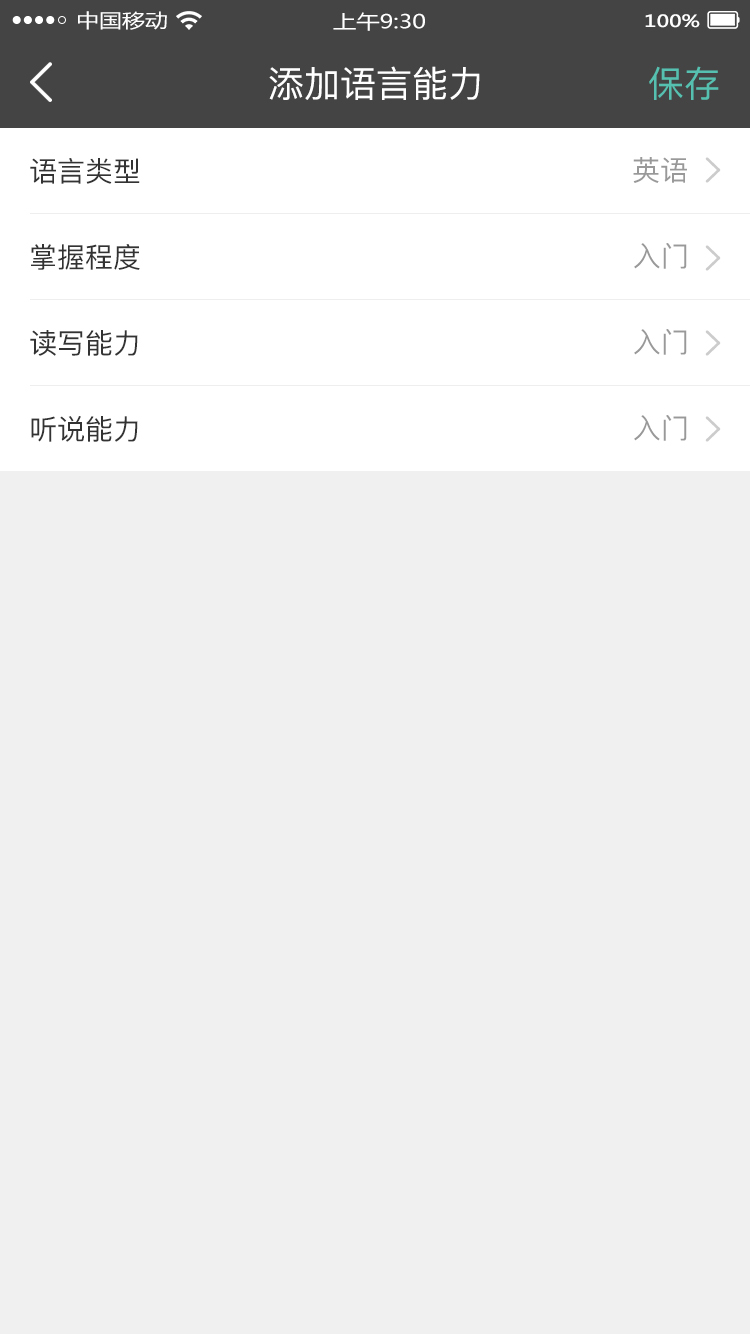 中国移动 上午9:30 100%
添加语言能力 保存
语言类型 英语
掌握程度 入门
读写能力 入门
听说能力 入门